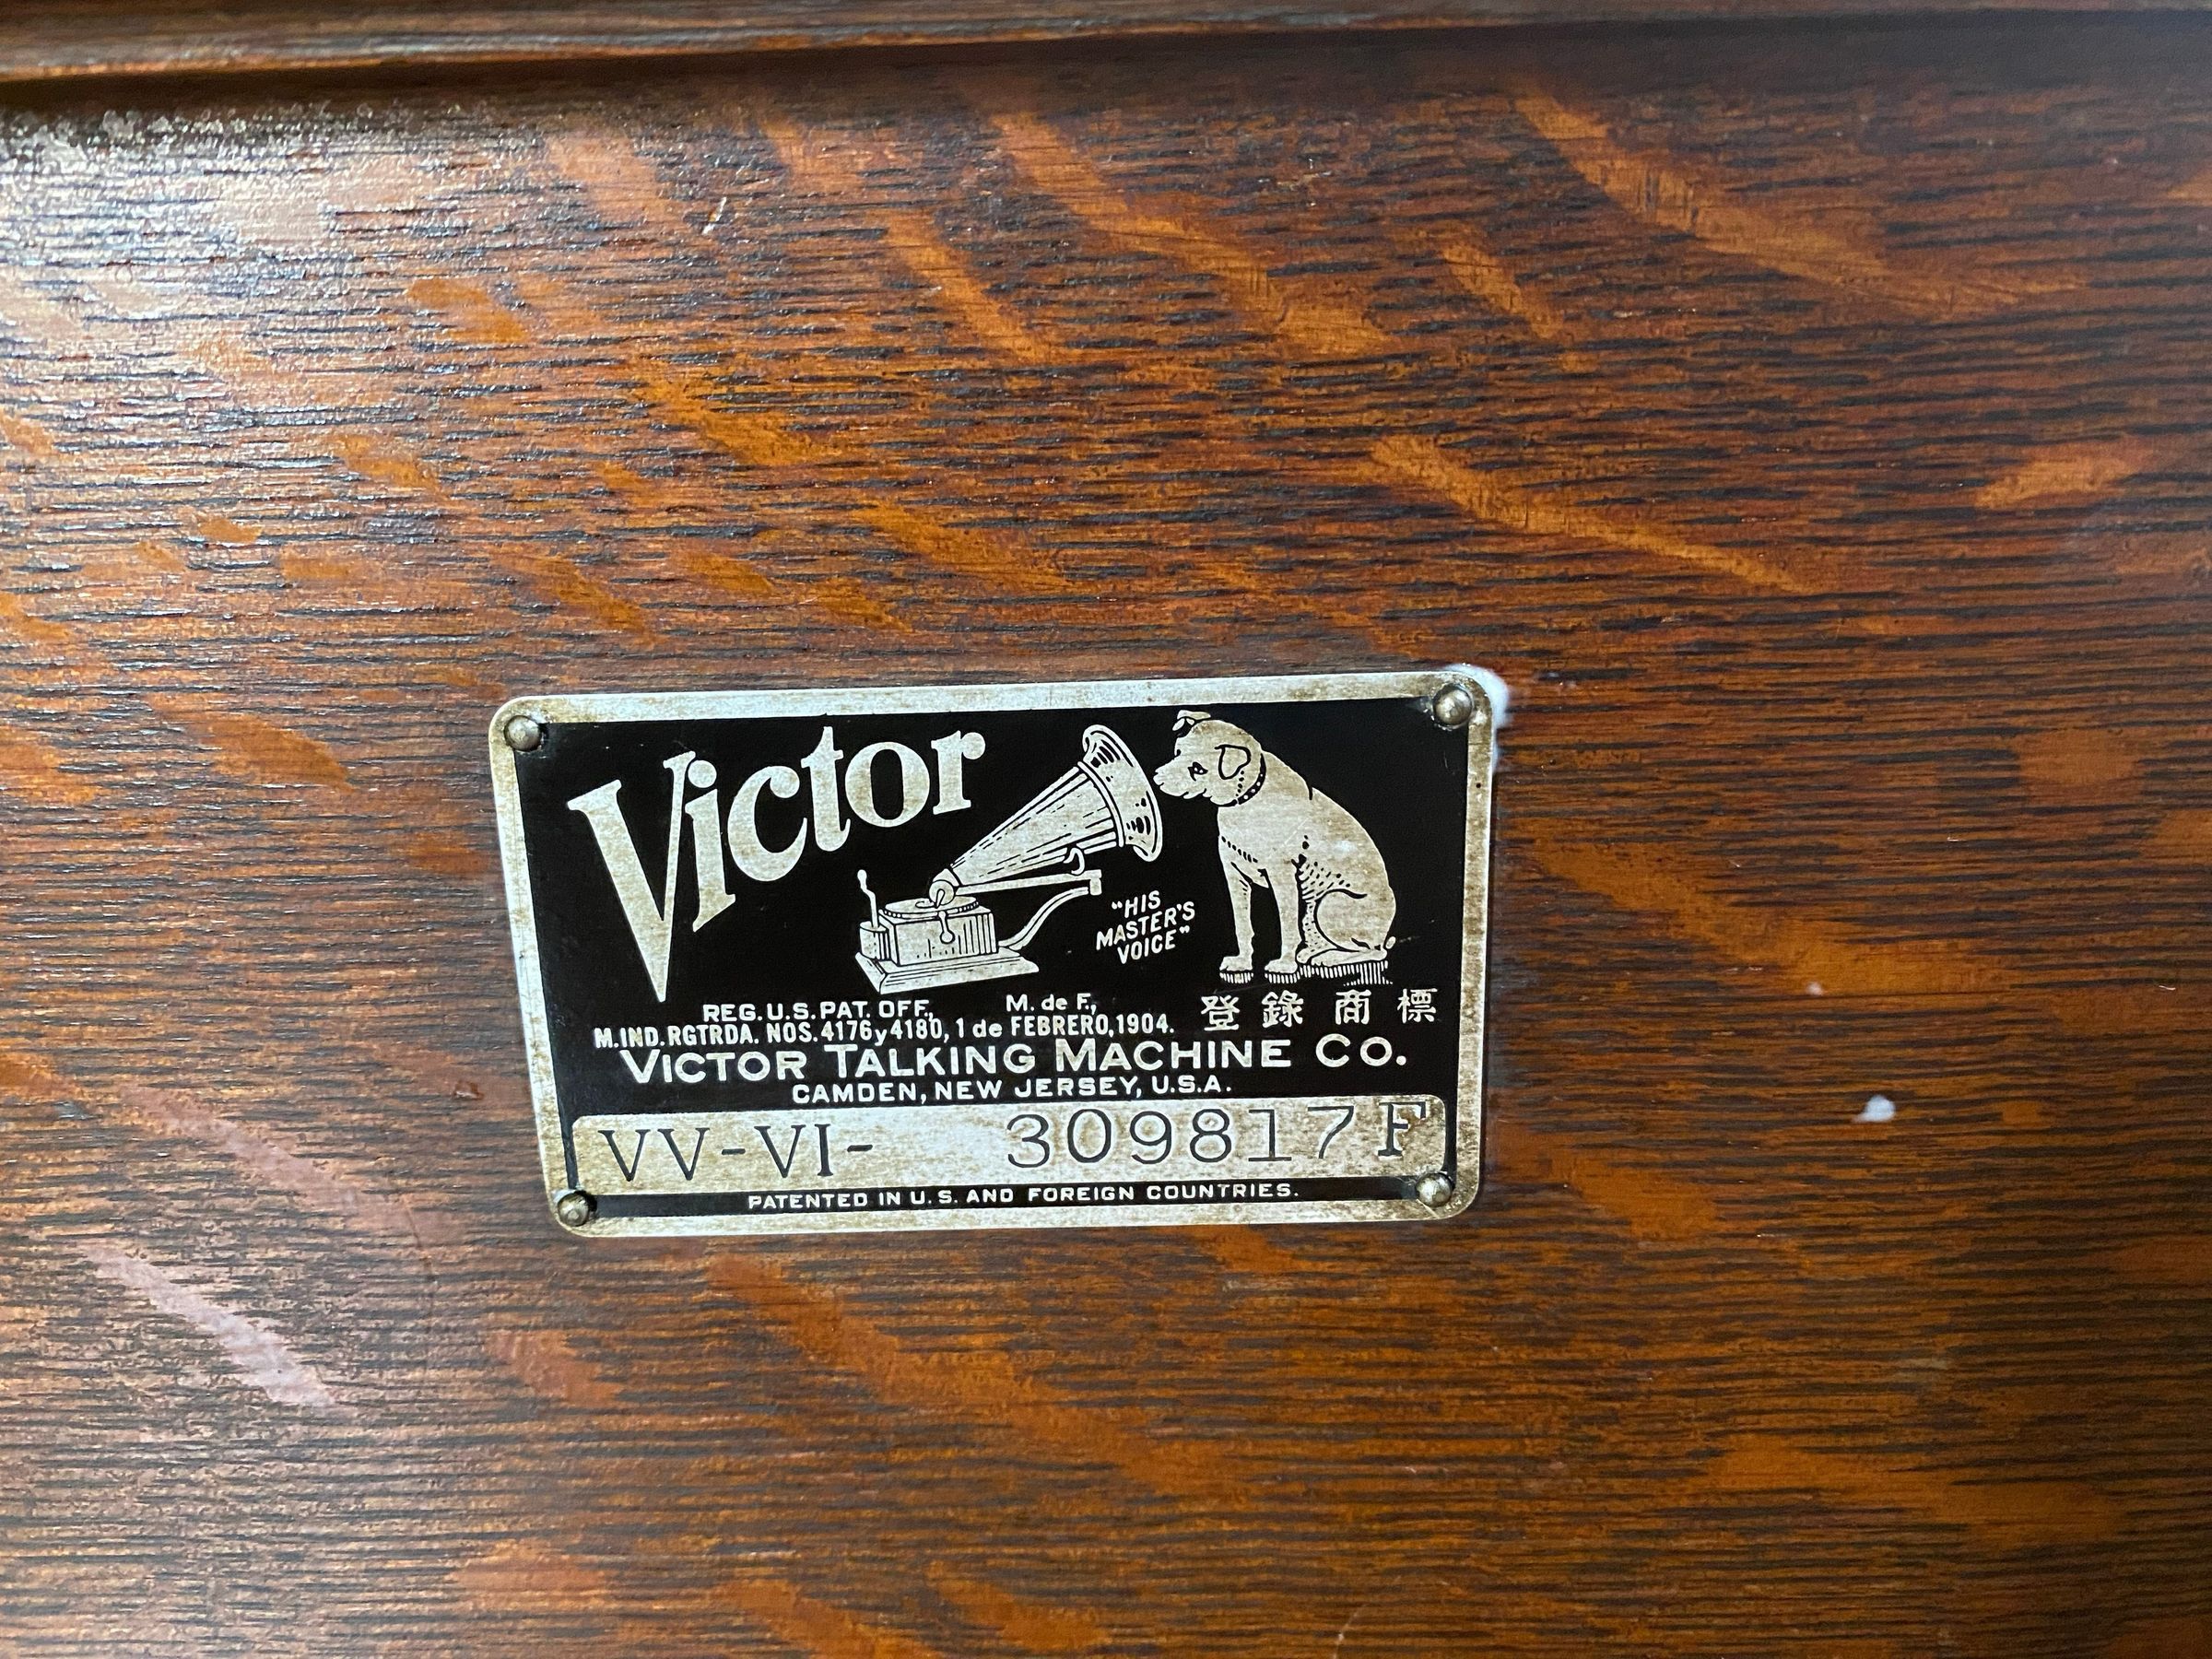 Victor
"HIS
MASTER'S
VOICE"
REG. U.S. PAT. OFF., M. de F.,
M.IND.RGTRDA. NOS. 4176 y 4180, 1 de FEBRERO, 1904. 登錄商標
VICTOR TALKING MACHINE CO.
CAMDEN, NEW JERSEY, U.S.A.
VV-VI- 309817F
PATENTED IN U.S. AND FOREIGN COUNTRIES.